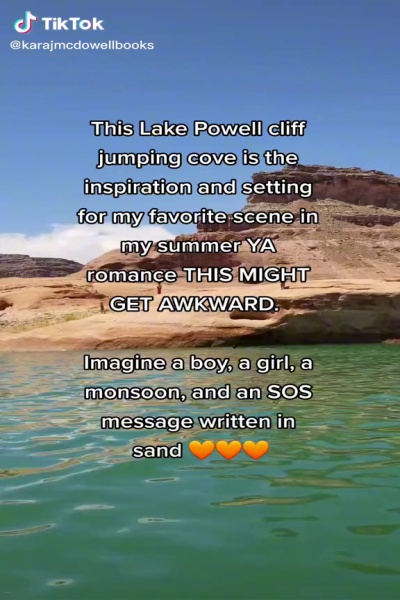 TikTok
@karajmcdowellbooks
This Lake Powell cliff
jumping cove is the
inspiration and setting
for my favorite scene in
my summer YA
romance THIS MIGHT
GET AWKWARD.
Imagine a boy, a girl, a
monsoon, and an SOS
message written in
sand 🧡🧡🧡